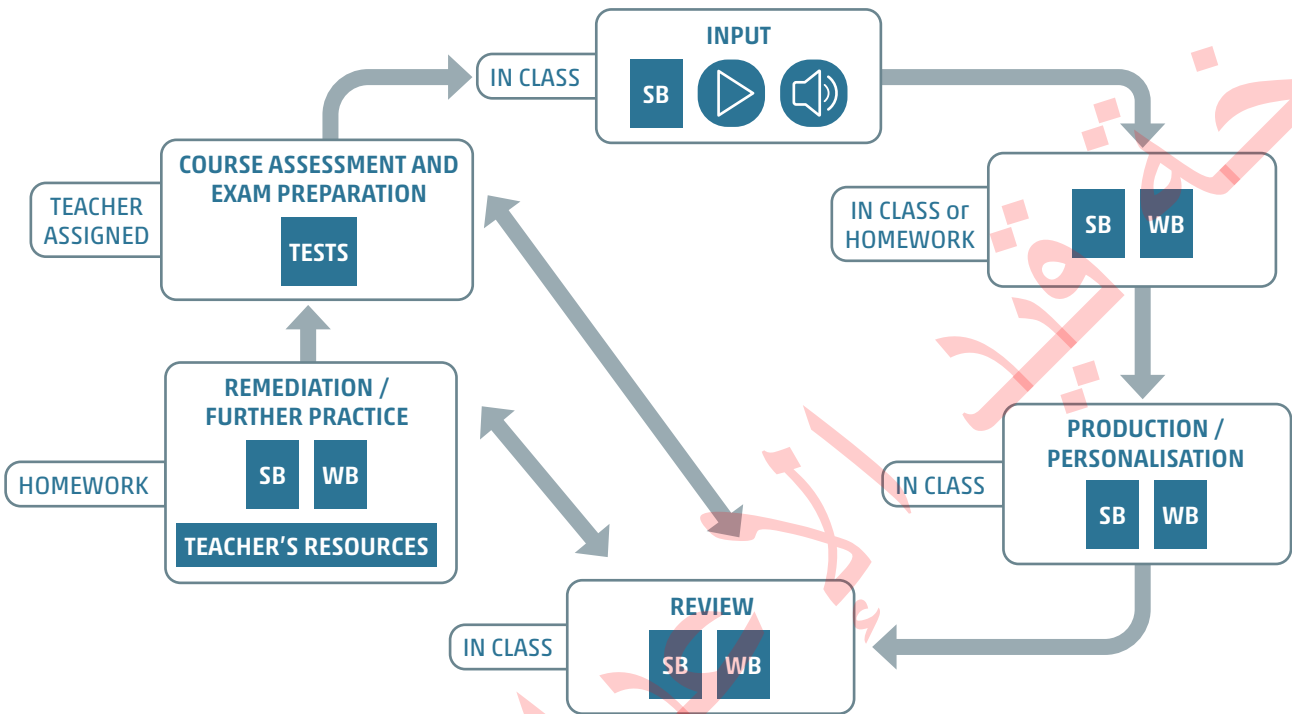 INPUT
IN CLASS
SB
IN CLASS or
HOMEWORK
SB WB
PRODUCTION /
PERSONALISATION
IN CLASS
SB WB
REVIEW
IN CLASS
SB WB
REMEDIATION /
FURTHER PRACTICE
HOMEWORK
SB WB
TEACHER'S RESOURCES
COURSE ASSESSMENT AND
EXAM PREPARATION
TEACHER
ASSIGNED
TESTS